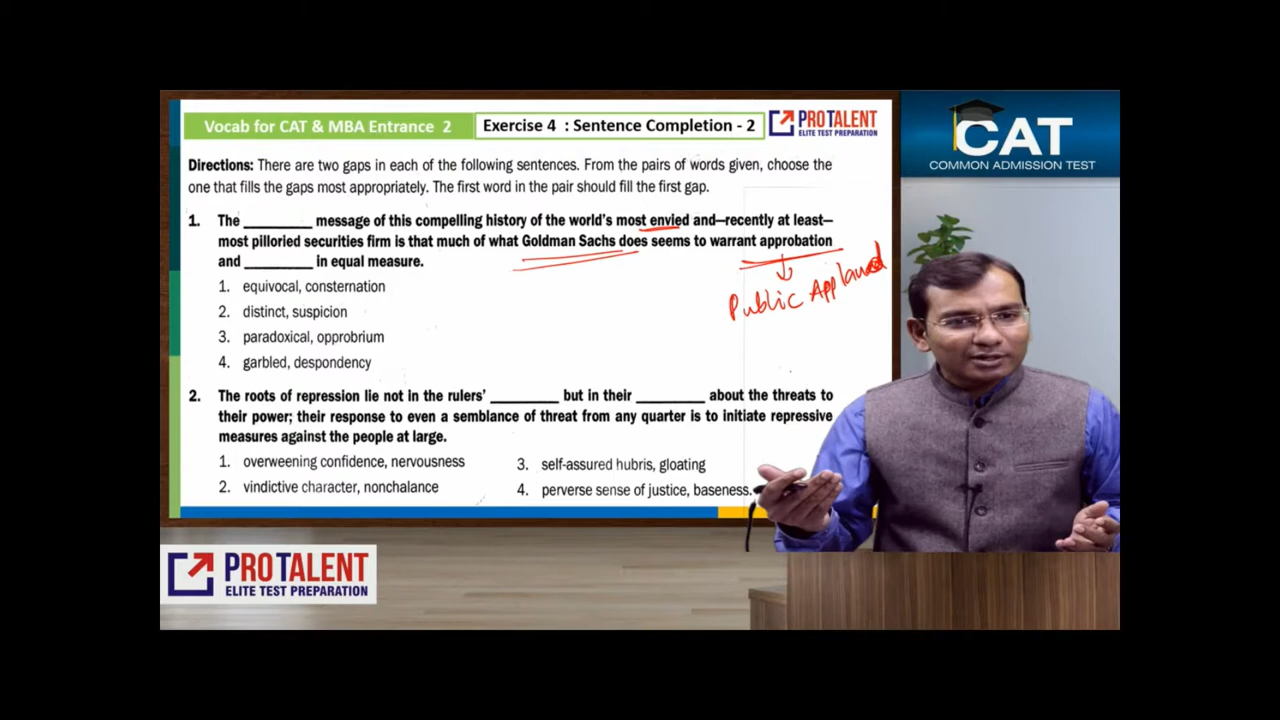 Vocab for CAT & MBA Entrance 2
Exercise 4 : Sentence Completion - 2
PROTALENT
ELITE TEST PREPARATION
CAT
COMMON ADMISSION TEST
Directions: There are two gaps in each of the following sentences. From the pairs of words given, choose the
one that fills the gaps most appropriately. The first word in the pair should fill the first gap.
1. The __________ message of this compelling history of the world's most envied and—recently at least—
most pilloried securities firm is that much of what Goldman Sachs does seems to warrant approbation
and __________ in equal measure.
Public Applaud
1. equivocal, consternation
2. distinct, suspicion
3. paradoxical, opprobrium
4. garbled, despondency
2. The roots of repression lie not in the rulers' __________ but in their __________ about the threats to
their power; their response to even a semblance of threat from any quarter is to initiate repressive
measures against the people at large.
1. overweening confidence, nervousness
2. vindictive character, nonchalance
3. self-assured hubris, gloating
4. perverse sense of justice, baseness.
PROTALENT
ELITE TEST PREPARATION